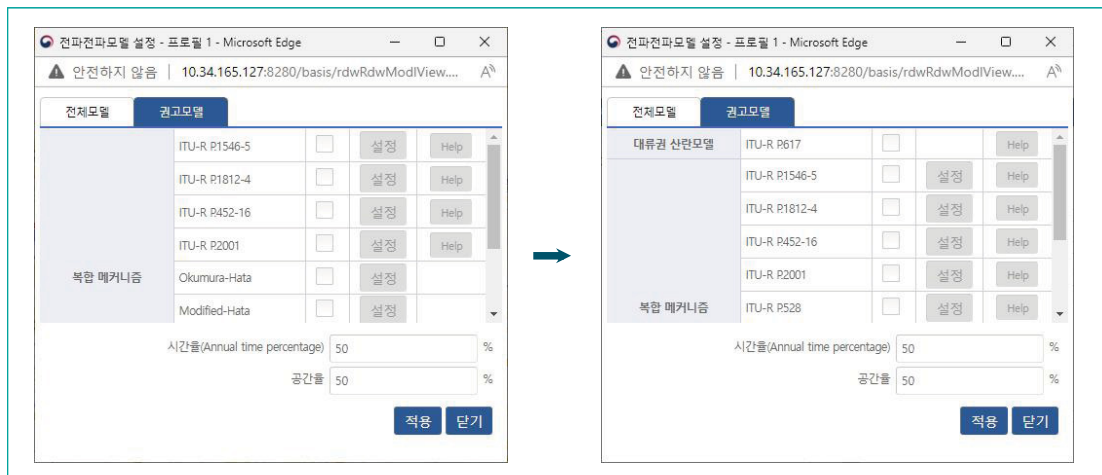 전파전파모델 설정 - 프로필 1 - Microsoft Edge
안전하지 않음 | 10.34.165.127:8280/basis/rdwRdwModlView....
전체모델 권고모델
ITU-R P.1546-5 설정 Help
ITU-R P.1812-4 설정 Help
ITU-R P.452-16 설정 Help
ITU-R P.2001 설정 Help
복합 메커니즘 Okumura-Hata 설정
Modified-Hata 설정
시간율(Annual time percentage) 50 %
공간율 50 %
적용 닫기
전파전파모델 설정 - 프로필 1 - Microsoft Edge
안전하지 않음 | 10.34.165.127:8280/basis/rdwRdwModlView....
전체모델 권고모델
대류권 산란모델 ITU-R P.617 Help
ITU-R P.1546-5 설정 Help
ITU-R P.1812-4 설정 Help
ITU-R P.452-16 설정 Help
ITU-R P.2001 설정 Help
복합 메커니즘 ITU-R P.528 설정 Help
시간율(Annual time percentage) 50 %
공간율 50 %
적용 닫기